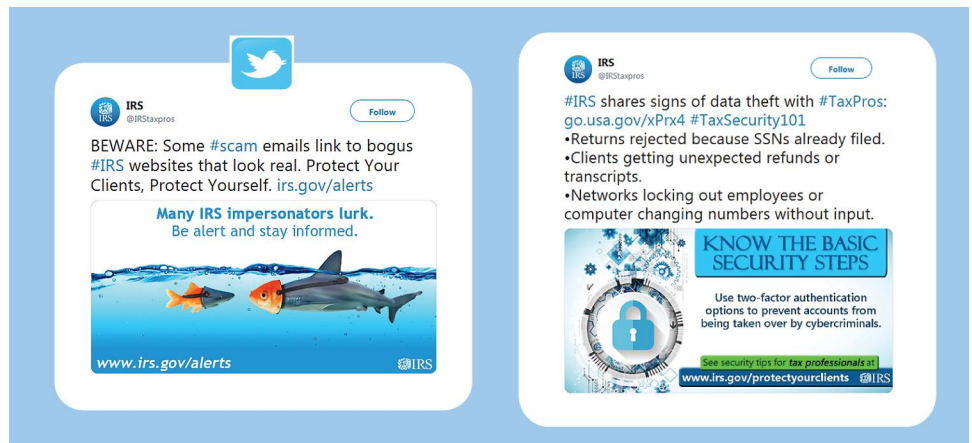 IRS
@IRStaxpros
Follow
BEWARE: Some #scam emails link to bogus
#IRS websites that look real. Protect Your
Clients, Protect Yourself. irs.gov/alerts
Many IRS impersonators lurk.
Be alert and stay informed.
www.irs.gov/alerts
IRS
IRS
@IRStaxpros
Follow
#IRS shares signs of data theft with #TaxPros:
go.usa.gov/xPrx4 #TaxSecurity101
•Returns rejected because SSNs already filed.
•Clients getting unexpected refunds or
transcripts.
•Networks locking out employees or
computer changing numbers without input.
KNOW THE BASIC
SECURITY STEPS
Use two-factor authentication
options to prevent accounts from
being taken over by cybercriminals.
See security tips for tax professionals at
www.irs.gov/protectyourclients
IRS